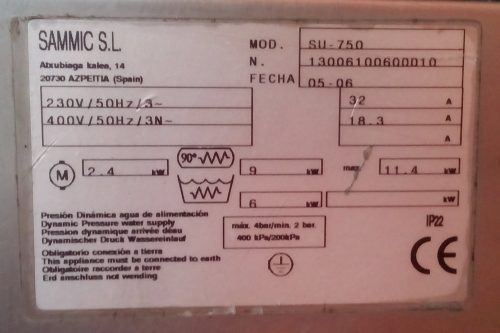 SAMMIC S.L.
Atxubiaga kalea, 14
20730 AZPEITIA (Spain)
MOD. SU-750
N. 13006100600D10
FECHA 05-06
230V/50Hz/3~ 32 A
400V/50Hz/3N~ 18.3 A
A
M 2.4 kW 90° 9 kW max 11.4 kW
6 kW kW
Presión Dinámica agua de alimentación
Dynamic Pressure water supply
Pression dynamique arrivée déau
Dynamischer Druck Wassereinlauf
máx. 4bar/min. 2 bar.
400 kPa/200kPa
IP22
CE
Obligatorio conexión a tierra
This appliance must be connected to earth
Obligatoire raccorder a terre
Erd anschluss not wending